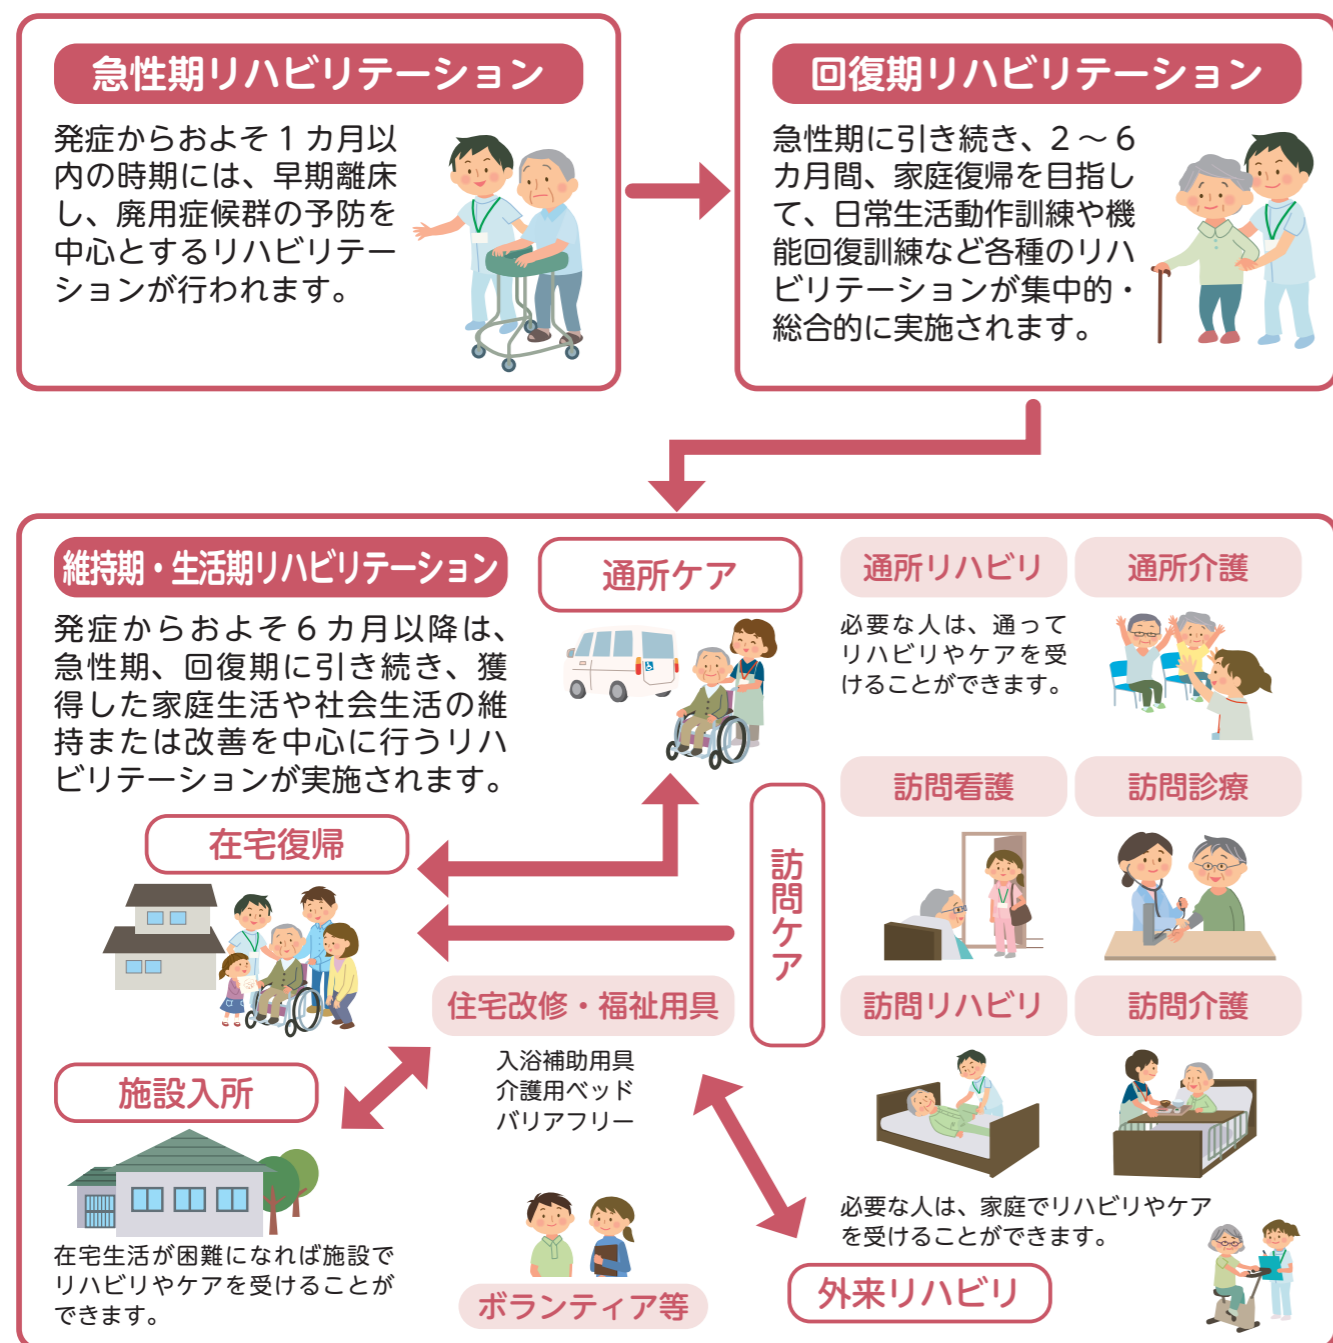 急性期リハビリテーション
発症からおよそ１カ月以
内の時期には、早期離床
し、廃用症候群の予防を
中心とするリハビリテー
ションが行われます。
回復期リハビリテーション
急性期に引き続き、２～６
カ月間、家庭復帰を目指し
て、日常生活動作訓練や機
能回復訓練など各種のリハ
ビリテーションが集中的・
総合的に実施されます。
維持期・生活期リハビリテーション
発症からおよそ６カ月以降は、
急性期、回復期に引き続き、獲
得した家庭生活や社会生活の維
持または改善を中心に行うリハ
ビリテーションが実施されます。
通所ケア
通所リハビリ
通所介護
必要な人は、通って
リハビリやケアを受
けることができます。
訪問ケア
訪問看護
訪問診療
訪問リハビリ
訪問介護
必要な人は、家庭でリハビリやケア
を受けることができます。
在宅復帰
住宅改修・福祉用具
入浴補助用具
介護用ベッド
バリアフリー
施設入所
在宅生活が困難になれば施設で
リハビリやケアを受けることが
できます。
ボランティア等
外来リハビリ